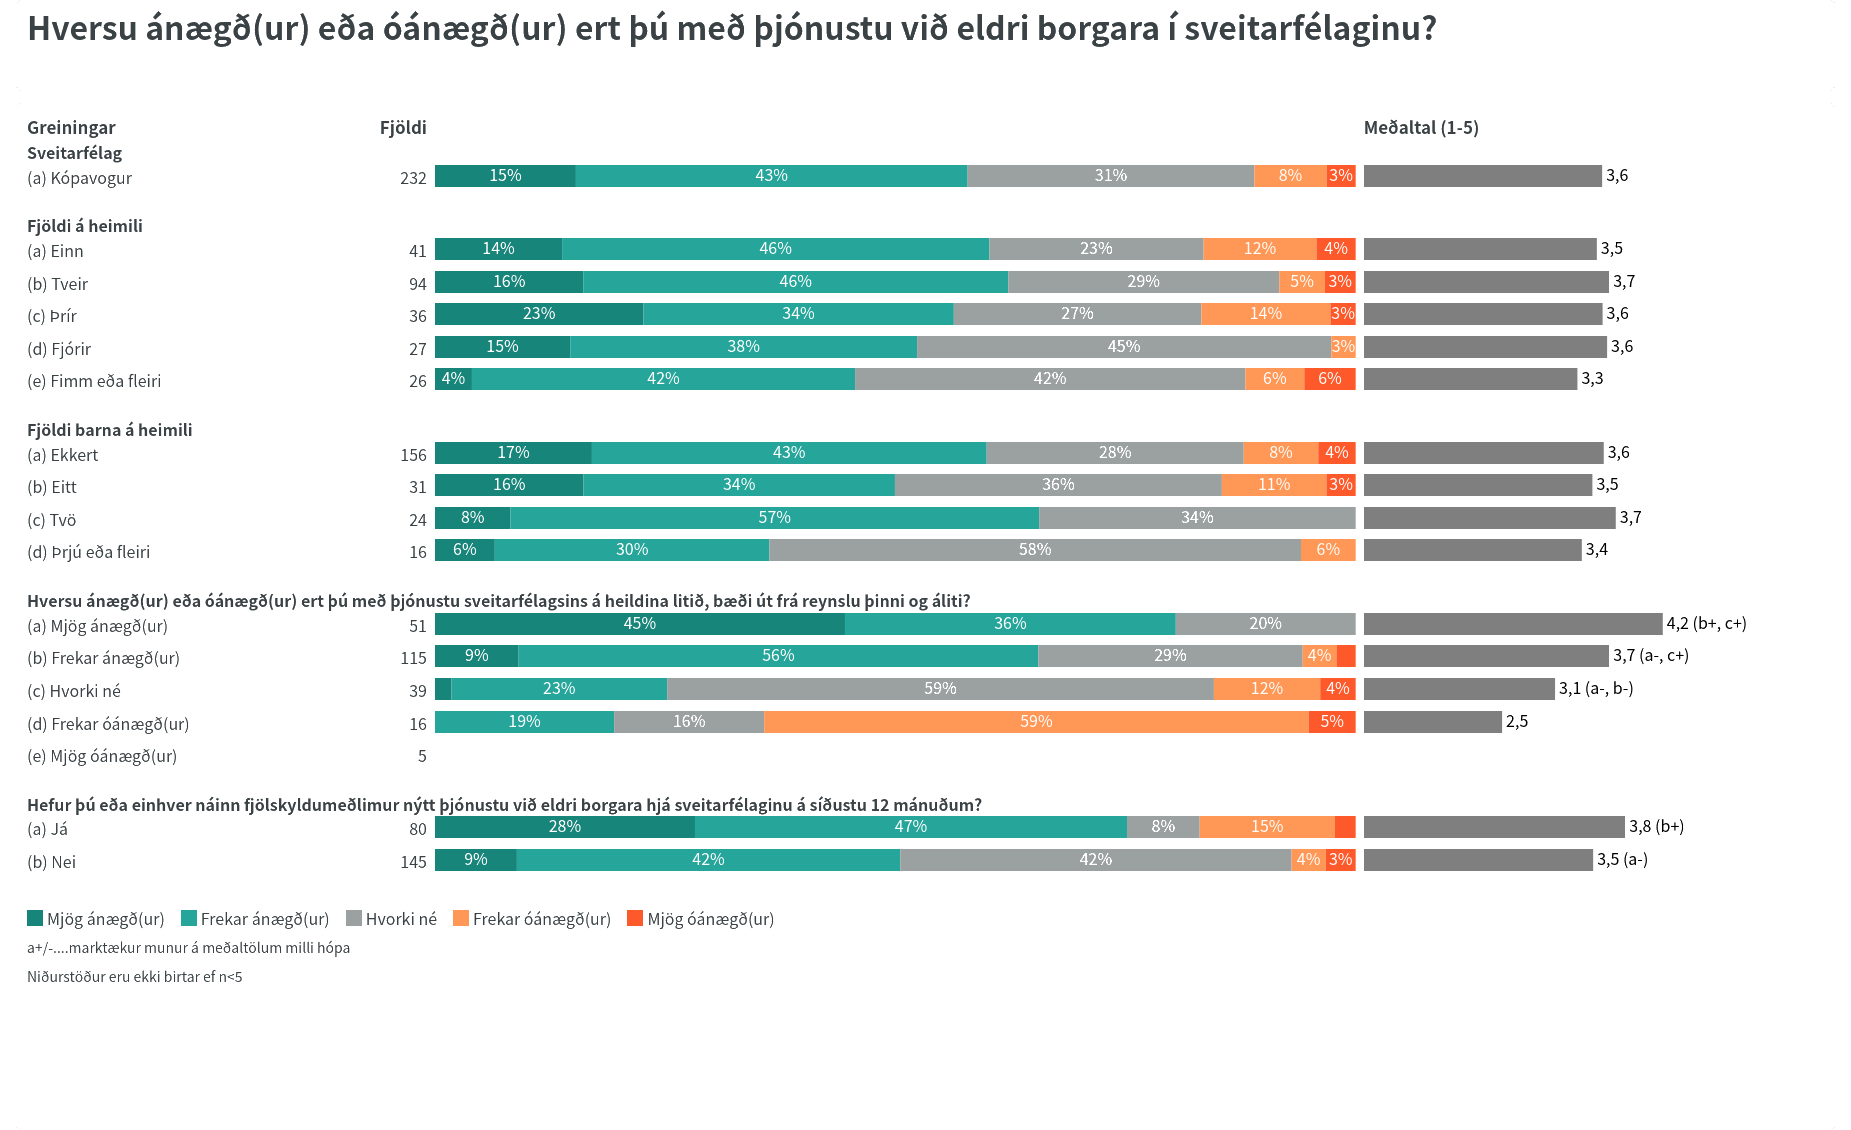 Hversu ánægð(ur) eða óánægð(ur) ert þú með þjónustu við eldri borgara í sveitarfélaginu?
Greiningar Fjöldi Meðaltal (1-5)
Sveitarfélag
(a) Kópavogur 232 15% 43% 31% 8% 3% 3,6
Fjöldi á heimili
(a) Einn 41 14% 46% 23% 12% 4% 3,5
(b) Tveir 94 16% 46% 29% 5% 3% 3,7
(c) Þrír 36 23% 34% 27% 14% 3% 3,6
(d) Fjórir 27 15% 38% 45% 3% 3,6
(e) Fimm eða fleiri 26 4% 42% 42% 6% 6% 3,3
Fjöldi barna á heimili
(a) Ekkert 156 17% 43% 28% 8% 4% 3,6
(b) Eitt 31 16% 34% 36% 11% 3% 3,5
(c) Tvö 24 8% 57% 34% 3,7
(d) Þrjú eða fleiri 16 6% 30% 58% 6% 3,4
Hversu ánægð(ur) eða óánægð(ur) ert þú með þjónustu sveitarfélagsins á heildina litið, bæði út frá reynslu þinni og áliti?
(a) Mjög ánægð(ur) 51 45% 36% 20% 4,2 (b+, c+)
(b) Frekar ánægð(ur) 115 9% 56% 29% 4% 3,7 (a-, c+)
(c) Hvorki né 39 23% 59% 12% 4% 3,1 (a-, b-)
(d) Frekar óánægð(ur) 16 19% 16% 59% 5% 2,5
(e) Mjög óánægð(ur) 5
Hefur þú eða einhver náinn fjölskyldumeðlimur nýtt þjónustu við eldri borgara hjá sveitarfélaginu á síðustu 12 mánuðum?
(a) Já 80 28% 47% 8% 15% 3,8 (b+)
(b) Nei 145 9% 42% 42% 4% 3% 3,5 (a-)
Mjög ánægð(ur) Frekar ánægð(ur) Hvorki né Frekar óánægð(ur) Mjög óánægð(ur)
a+/-....marktækur munur á meðaltölum milli hópa
Niðurstöður eru ekki birtar ef n<5